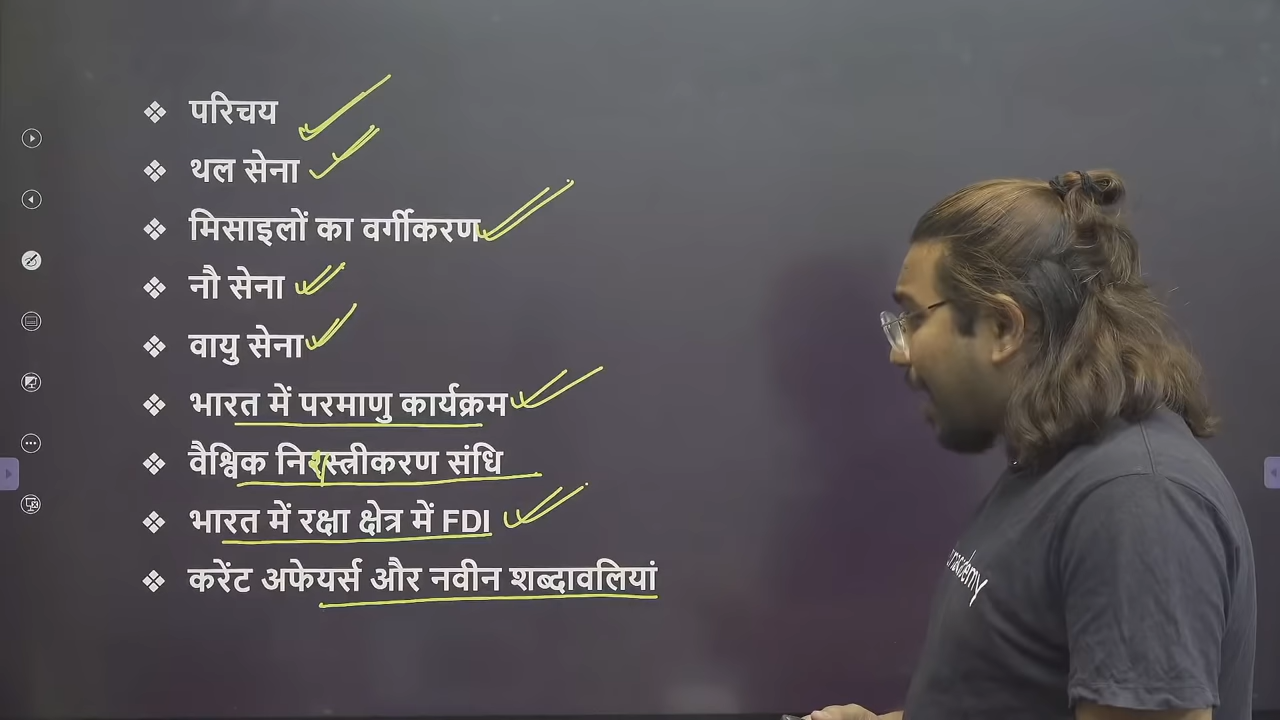 ❖ परिचय
❖ थल सेना
❖ मिसाइलों का वर्गीकरण
❖ नौ सेना
❖ वायु सेना
❖ भारत में परमाणु कार्यक्रम
❖ वैश्विक निशस्त्रीकरण संधि
❖ भारत में रक्षा क्षेत्र में FDI
❖ करेंट अफेयर्स और नवीन शब्दावलियां